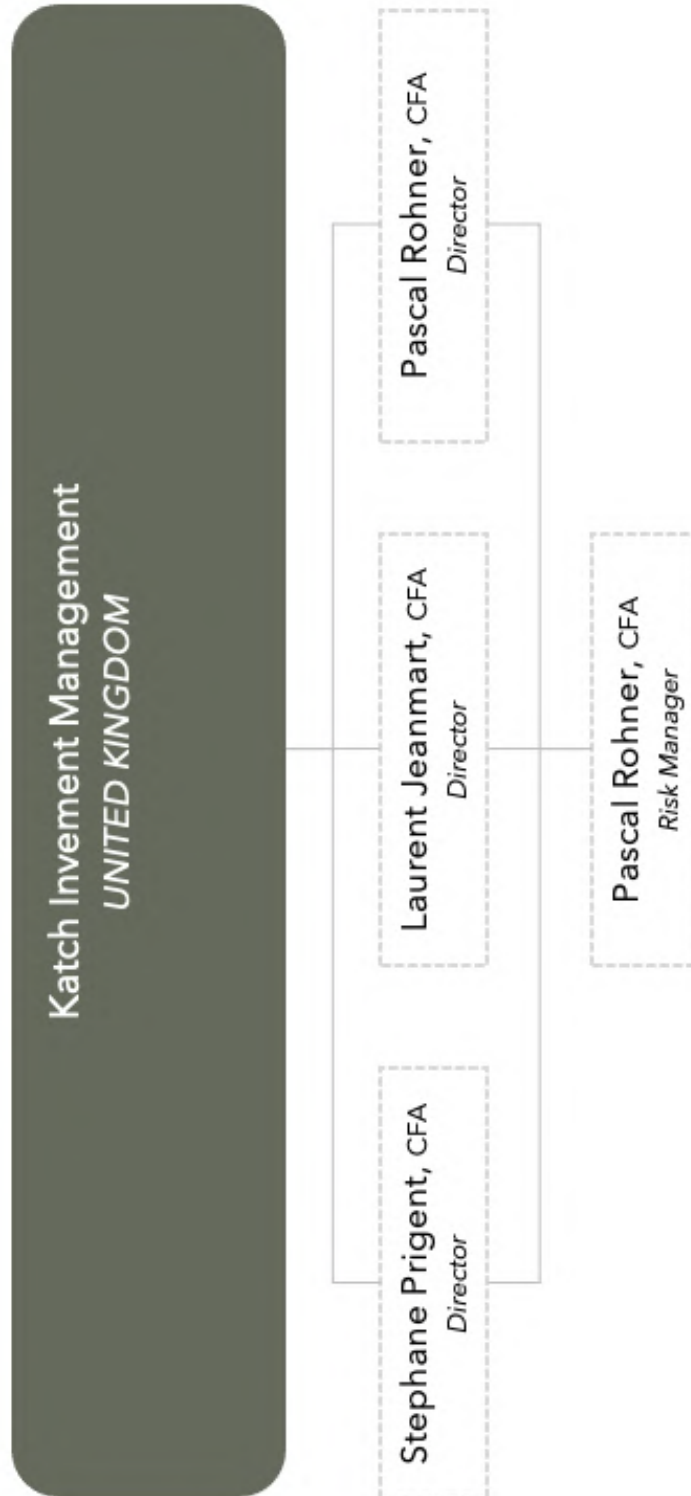 Katch Invement Management
UNITED KINGDOM
Stephane Prigent, CFA
Director
Laurent Jeanmart, CFA
Director
Pascal Rohner, CFA
Director
Pascal Rohner, CFA
Risk Manager